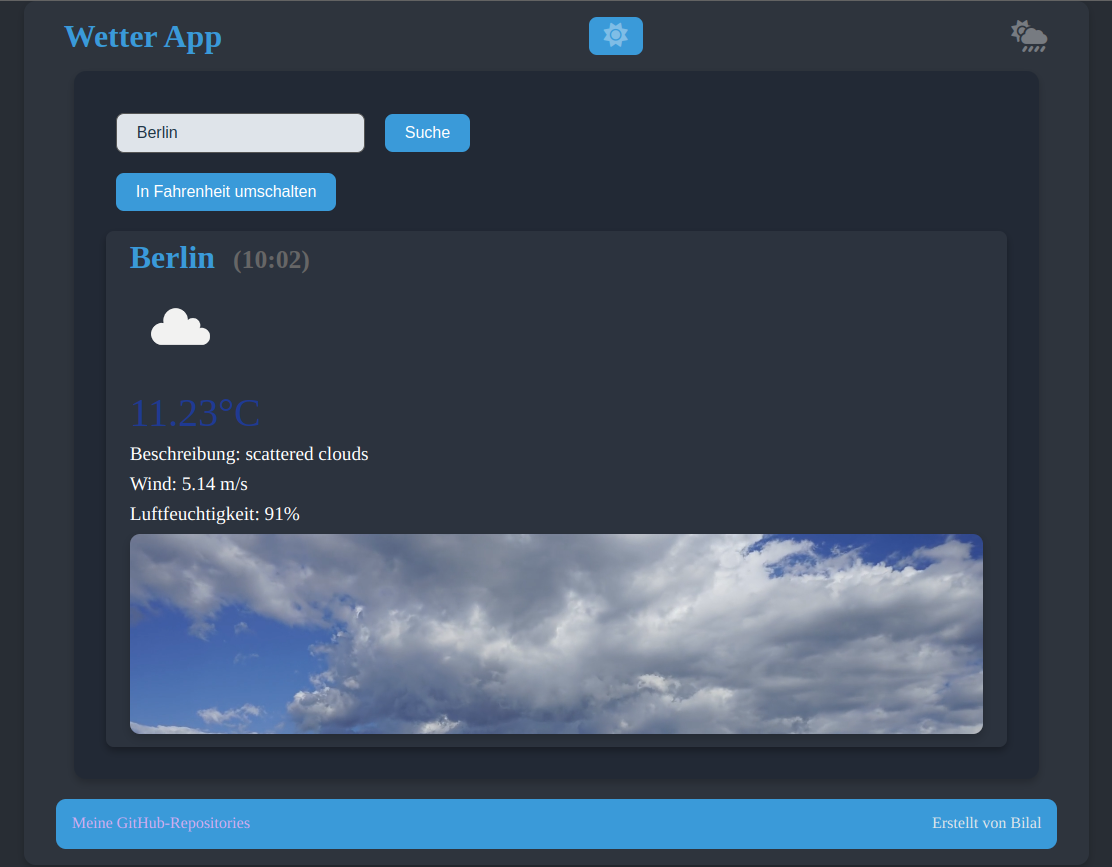 Wetter App
Berlin
Suche
In Fahrenheit umschalten
Berlin (10:02)
11.23°C
Beschreibung: scattered clouds
Wind: 5.14 m/s
Luftfeuchtigkeit: 91%
Meine GitHub-Repositories
Erstellt von Bilal